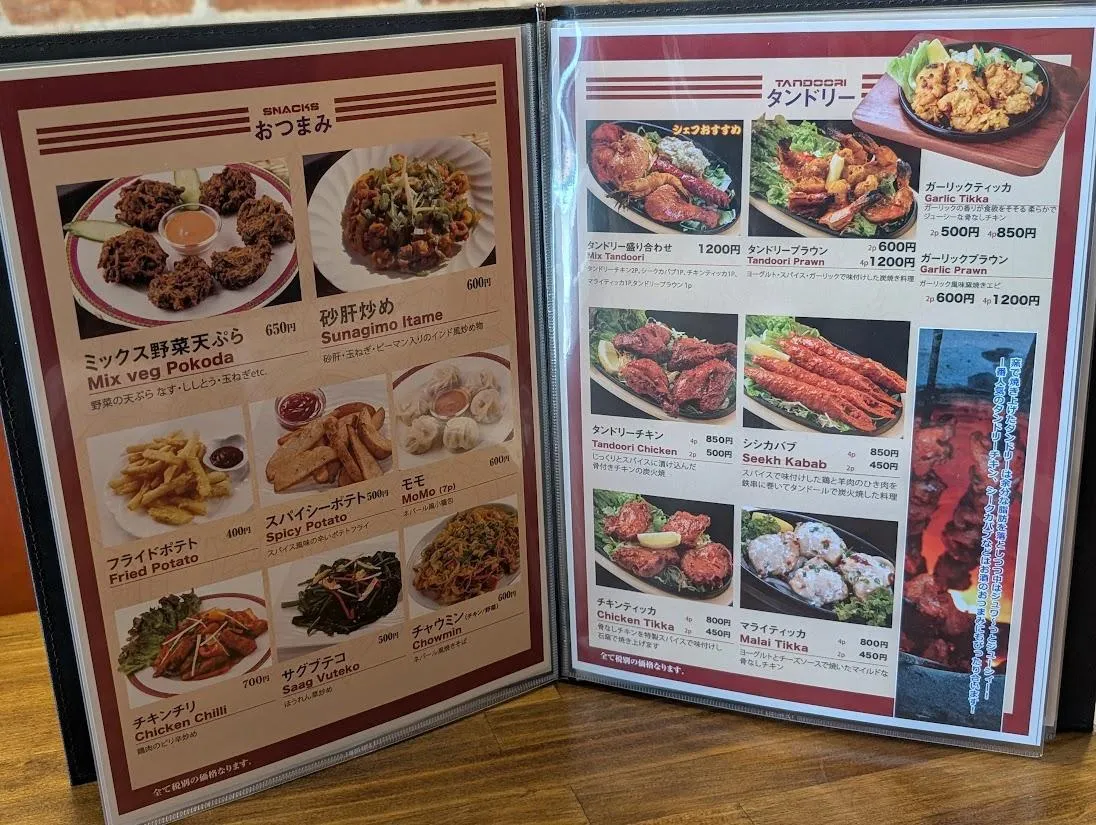 SNACKS
おつまみ
ミックス野菜天ぷら 650円
Mix veg Pokoda
野菜の天ぷら なす・ししとう・玉ねぎetc.
600円
砂肝炒め
Sunagimo Itame
砂肝・玉ねぎ・ピーマン入りのインド風炒め物
フライドポテト 400円
Fried Potato
スパイシーポテト 500円
Spicy Potato
スパイス風味の辛いポテトフライ
600円
モモ
MoMo (7p)
ネパール風小籠包
700円
チキンチリ
Chicken Chilli
鶏肉のピリ辛炒め
500円
サグブテコ
Saag Vuteko
ほうれん草炒め
600円
チャウミン(チキン/野菜)
Chowmin
ネパール風焼きそば
全て税別の価格なります。
TANDOORI
タンドリー
シェフおすすめ
タンドリー盛り合わせ 1200円
Mix Tandoori
タンドリーチキン2P、シークカバブ1P、チキンティッカ1P、
マライティッカ1P、タンドリープラウン1p
タンドリープラウン 2p 600円
Tandoori Prawn 4p 1200円
ヨーグルト・スパイス・ガーリックで味付けした炭焼き料理
ガーリックティッカ
Garlic Tikka
ガーリックの香りが食欲をそそる 柔らかで
ジューシーな骨なしチキン
2p 500円 4p 850円
ガーリックプラウン
Garlic Prawn
ガーリック風味窯焼きエビ
2p 600円 4p 1200円
タンドリーチキン 4p 850円
Tandoori Chicken 2p 500円
じっくりとスパイスに漬け込んだ
骨付きチキンの炭火焼
シシカバブ 4p 850円
Seekh Kabab 2p 450円
スパイスで味付けした鶏と羊肉のひき肉を
鉄串に巻いてタンドールで炭火焼した料理
チキンティッカ 4p 800円
Chicken Tikka 2p 450円
骨なしチキンを特製スパイスで味付けし
石窯で焼き上げます
マライティッカ 4p 800円
Malai Tikka 2p 450円
ヨーグルトとチーズソースで焼いたマイルドな
骨なしチキン
窯で焼き上げたタンドリーは余分な脂肪を落としつつ中はジュワーっとジューシィー！
一番人気のタンドリーチキン、シークカバブなどはお酒のおつまみにもぴったり合います！
全て税別の価格なります。